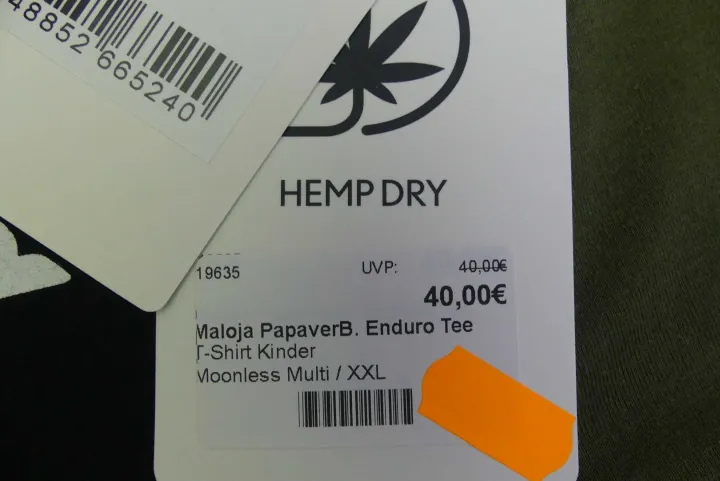 48852 665240
HEMP DRY
19635 UVP: 40,00€
40,00€
Maloja PapaverB. Enduro Tee
T-Shirt Kinder
Moonless Multi / XXL